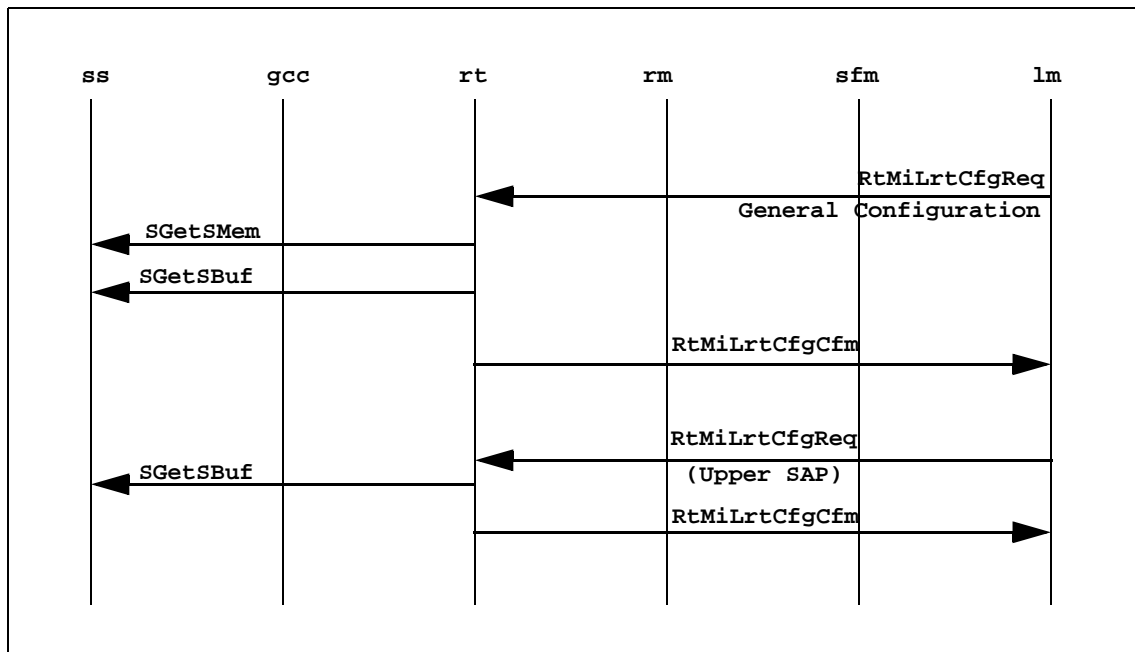 ss gcc rt rm sfm lm
RtMiLrtCfgReq
General Configuration
SGetSMem
SGetSBuf
RtMiLrtCfgCfm
RtMiLrtCfgReq
SGetSBuf
(Upper SAP)
RtMiLrtCfgCfm